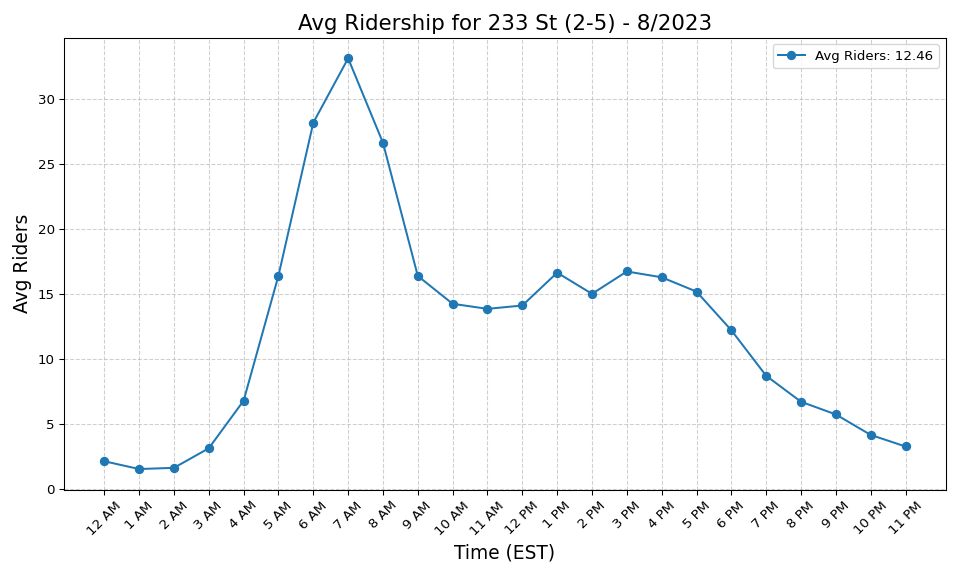 Avg Ridership for 233 St (2-5) - 8/2023
Avg Riders: 12.46
Avg Riders
30
25
20
15
10
5
0
12 AM
1 AM
2 AM
3 AM
4 AM
5 AM
6 AM
7 AM
8 AM
9 AM
10 AM
11 AM
12 PM
1 PM
2 PM
3 PM
4 PM
5 PM
6 PM
7 PM
8 PM
9 PM
10 PM
11 PM
Time (EST)